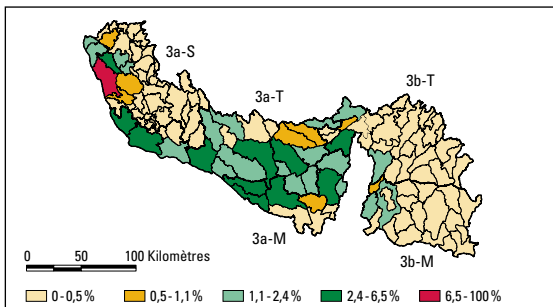 3a-S
3a-T
3b-T
3a-M
3b-M
0 50 100 Kilomètres
0 - 0,5 % 0,5 - 1,1 % 1,1 - 2,4 % 2,4 - 6,5 % 6,5 - 100 %